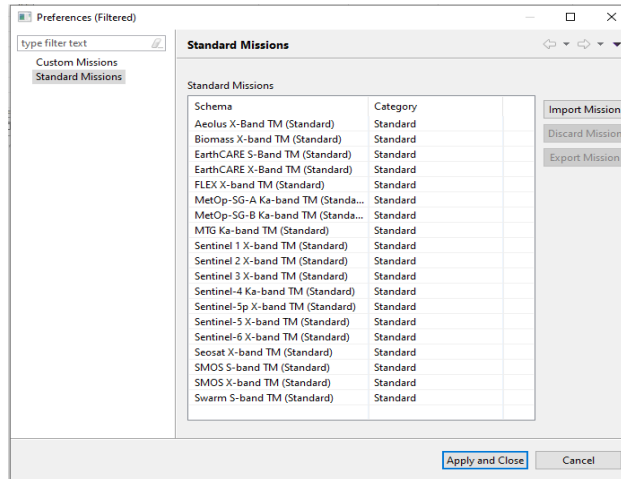 Preferences (Filtered)
type filter text
Custom Missions
Standard Missions
Standard Missions
Standard Missions
Schema Category
Aeolus X-Band TM (Standard) Standard
Biomass X-band TM (Standard) Standard
EarthCARE S-Band TM (Standard) Standard
EarthCARE X-Band TM (Standard) Standard
FLEX X-band TM (Standard) Standard
MetOp-SG-A Ka-band TM (Standa... Standard
MetOp-SG-B Ka-band TM (Standa... Standard
MTG Ka-band TM (Standard) Standard
Sentinel 1 X-band TM (Standard) Standard
Sentinel 2 X-band TM (Standard) Standard
Sentinel 3 X-band TM (Standard) Standard
Sentinel-4 Ka-band TM (Standard) Standard
Sentinel-5p X-band TM (Standard) Standard
Sentinel-5 X-band TM (Standard) Standard
Sentinel-6 X-band TM (Standard) Standard
Seosat X-band TM (Standard) Standard
SMOS S-band TM (Standard) Standard
SMOS X-band TM (Standard) Standard
Swarm S-band TM (Standard) Standard
Import Mission
Discard Mission
Export Mission
Apply and Close
Cancel